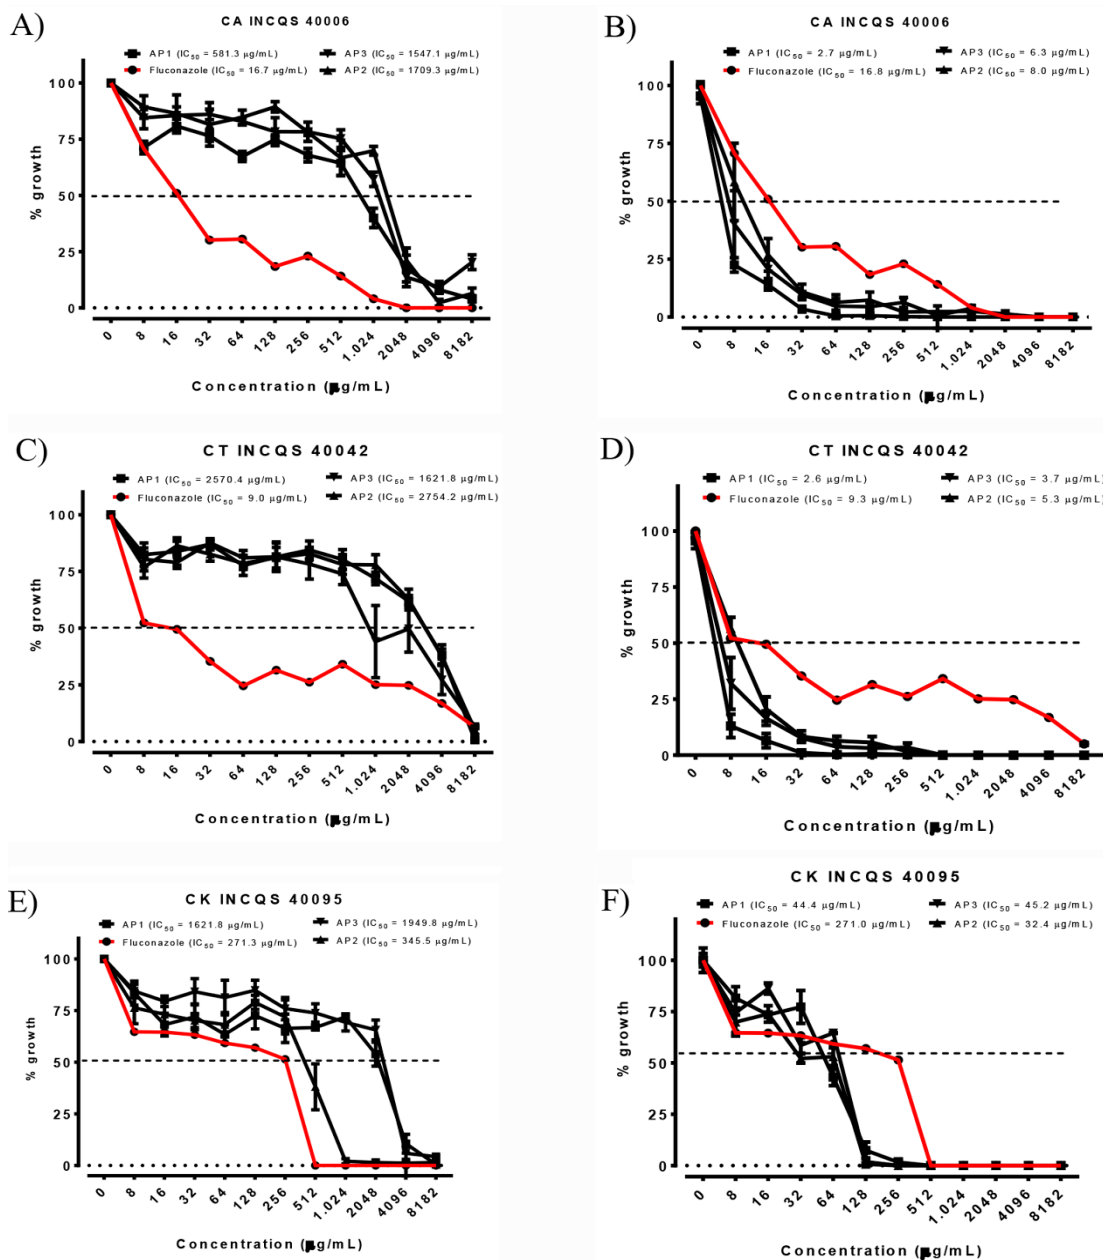 A)
CA INCQS 40006
AP1 (IC50 = 581.3 µg/mL) AP3 (IC50 = 1547.1 µg/mL)
Fluconazole (IC50 = 16.7 µg/mL) AP2 (IC50 = 1709.3 µg/mL)
100
75
50
25
0
% growth
0 8 16 32 64 128 256 512 1.024 2048 4096 8182
Concentration (µg/mL)
B)
CA INCQS 40006
AP1 (IC50 = 2.7 µg/mL) AP3 (IC50 = 6.3 µg/mL)
Fluconazole (IC50 = 16.8 µg/mL) AP2 (IC50 = 8.0 µg/mL)
100
75
50
25
0
% growth
0 8 16 32 64 128 256 512 1.024 2048 4096 8182
Concentration (µg/mL)
C)
CT INCQS 40042
AP1 (IC50 = 2570.4 µg/mL) AP3 (IC50 = 1621.8 µg/mL)
Fluconazole (IC50 = 9.0 µg/mL) AP2 (IC50 = 2754.2 µg/mL)
100
75
50
25
0
% growth
0 8 16 32 64 128 256 512 1.024 2048 4096 8182
Concentration (µg/mL)
D)
CT INCQS 40042
AP1 (IC50 = 2.6 µg/mL) AP3 (IC50 = 3.7 µg/mL)
Fluconazole (IC50 = 9.3 µg/mL) AP2 (IC50 = 5.3 µg/mL)
100
75
50
25
0
% growth
0 8 16 32 64 128 256 512 1.024 2048 4096 8182
Concentration (µg/mL)
E)
CK INCQS 40095
AP1 (IC50 = 1621.8 µg/mL) AP3 (IC50 = 1949.8 µg/mL)
Fluconazole (IC50 = 271.3 µg/mL) AP2 (IC50 = 345.5 µg/mL)
100
75
50
25
0
% growth
0 8 16 32 64 128 256 512 1.024 2048 4096 8182
Concentration (µg/mL)
F)
CK INCQS 40095
AP1 (IC50 = 44.4 µg/mL) AP3 (IC50 = 45.2 µg/mL)
Fluconazole (IC50 = 271.0 µg/mL) AP2 (IC50 = 32.4 µg/mL)
100
75
50
25
0
% growth
0 8 16 32 64 128 256 512 1.024 2048 4096 8182
Concentration (µg/mL)